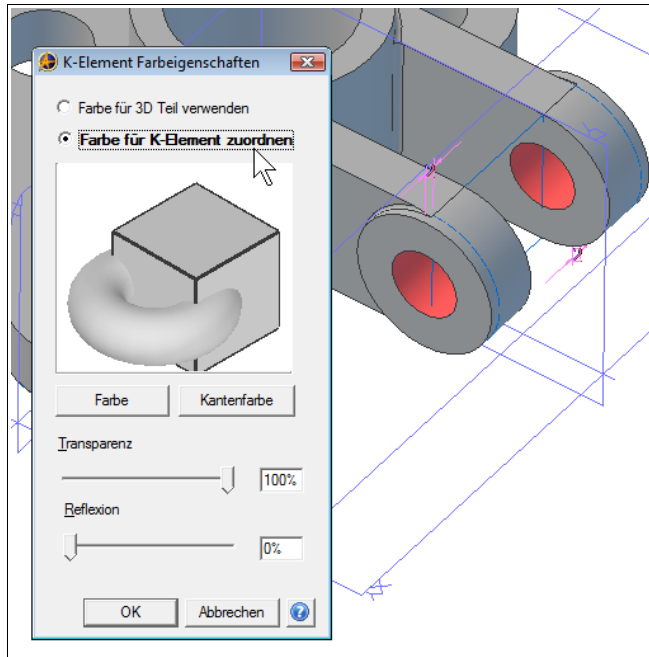 K-Element Farbeigenschaften
Farbe für 3D Teil verwenden
Farbe für K-Element zuordnen
Farbe
Kantenfarbe
Transparenz
100%
Reflexion
0%
OK
Abbrechen
?